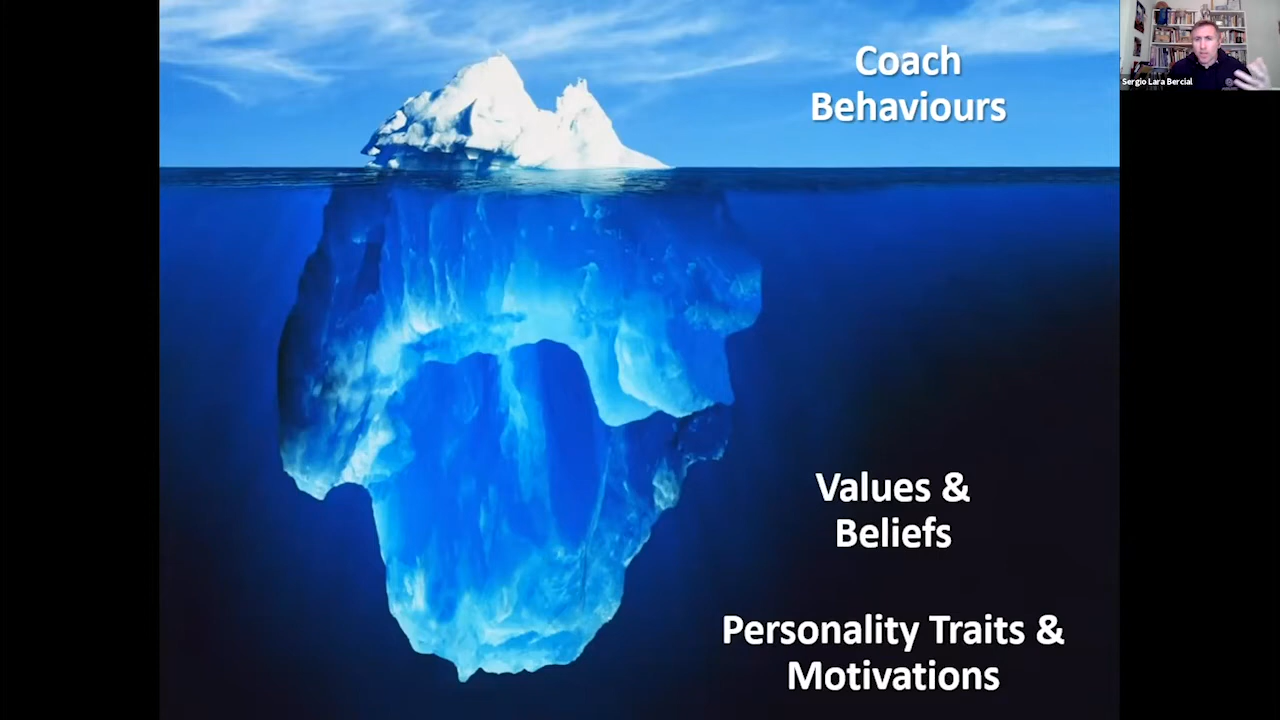 Coach
Behaviours
Sergio Lara Bercial
Values &
Beliefs
Personality Traits &
Motivations